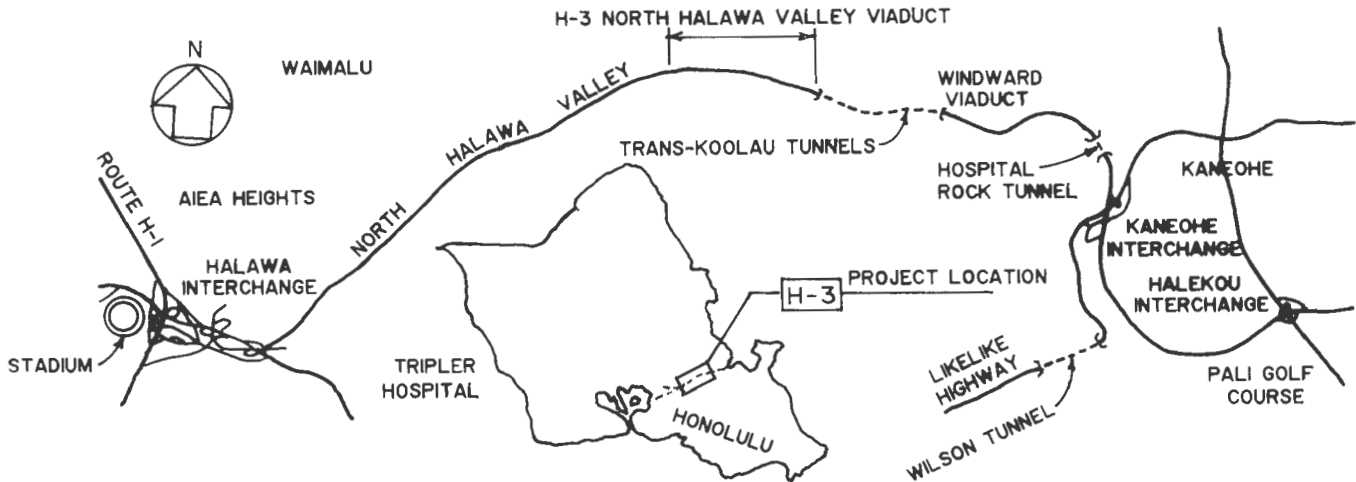 H-3 NORTH HALAWA VALLEY VIADUCT
N
WAIMALU
WINDWARD
VIADUCT
NORTH HALAWA VALLEY
TRANS-KOOLAU TUNNELS
HOSPITAL
ROCK TUNNEL
KANEOHE
ROUTE H-1
AIEA HEIGHTS
HALAWA
INTERCHANGE
KANEOHE
INTERCHANGE
H-3
PROJECT LOCATION
HALEKOU
INTERCHANGE
STADIUM
TRIPLER
HOSPITAL
HONOLULU
LIKELIKE
HIGHWAY
WILSON TUNNEL
PALI GOLF
COURSE